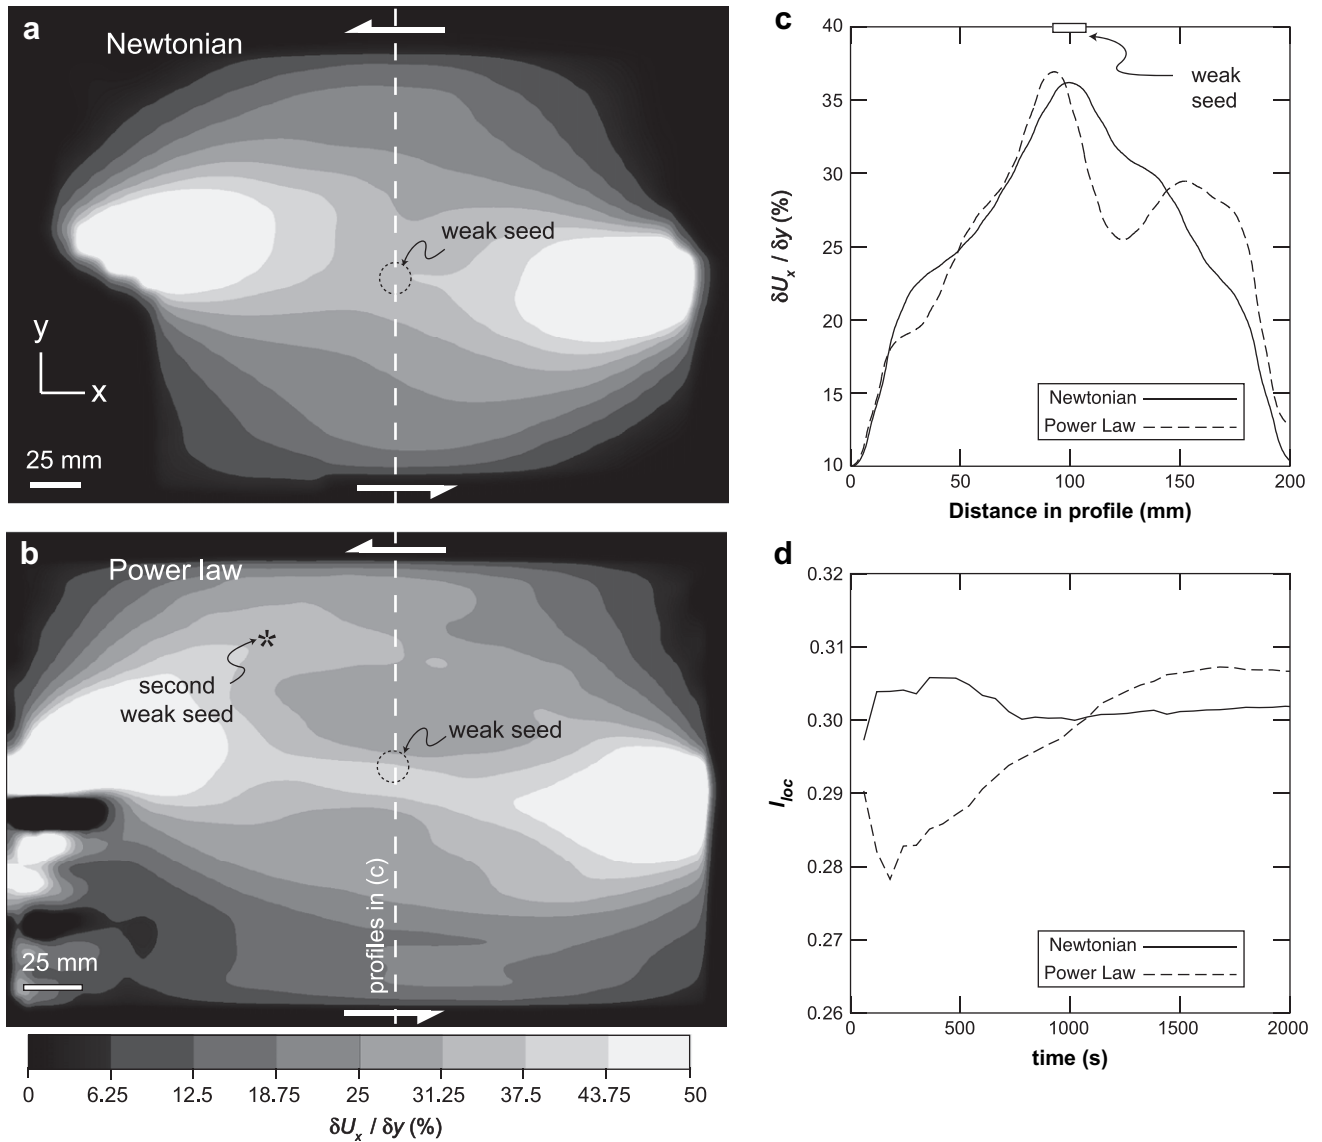 a
Newtonian
weak seed
y
x
25 mm
b
Power law
*
second
weak seed
weak seed
profiles in (c)
25 mm
0 6.25 12.5 18.75 25 31.25 37.5 43.75 50
δUx / δy (%)
c
40
35
30
25
20
15
10
δUx / δy (%)
weak
seed
Newtonian
Power Law
0 50 100 150 200
Distance in profile (mm)
d
0.32
0.31
0.30
0.29
0.28
0.27
0.26
Iloc
Newtonian
Power Law
0 500 1000 1500 2000
time (s)